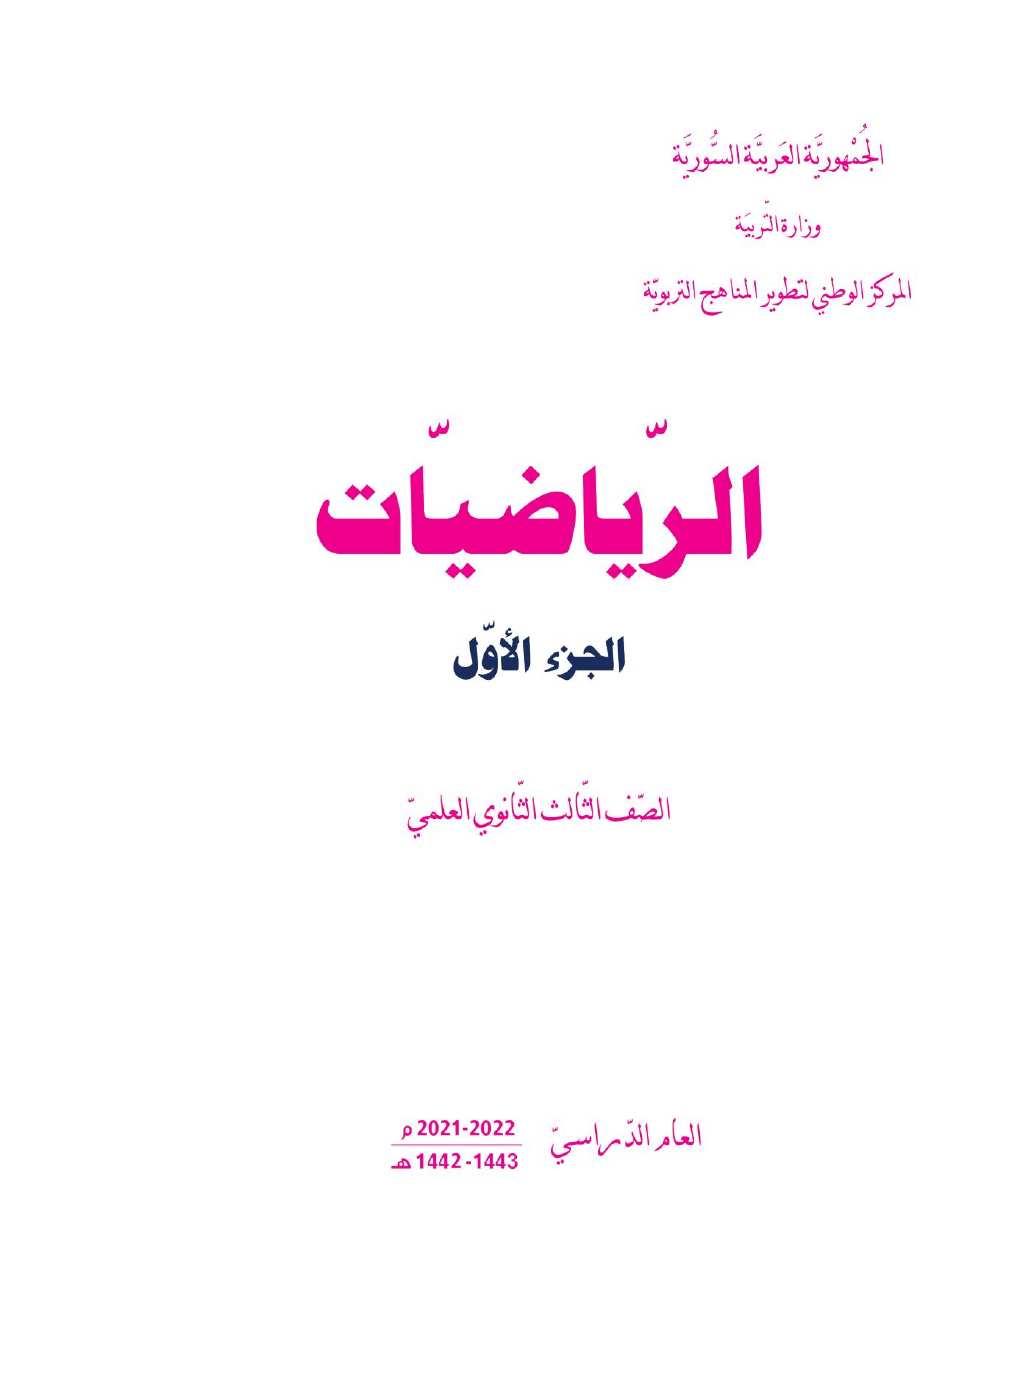 الجُمْهوريَّة العَربيَّة السُّوريَّة
وزارة التّربيَة
المركز الوطني لتطوير المناهج التربويّة
الرّياضيّات
الجزء الأوّل
الصّف الثّالث الثّانوي العلميّ
العام الدّراسيّ
2021-2022 م
1442 -1443 هـ